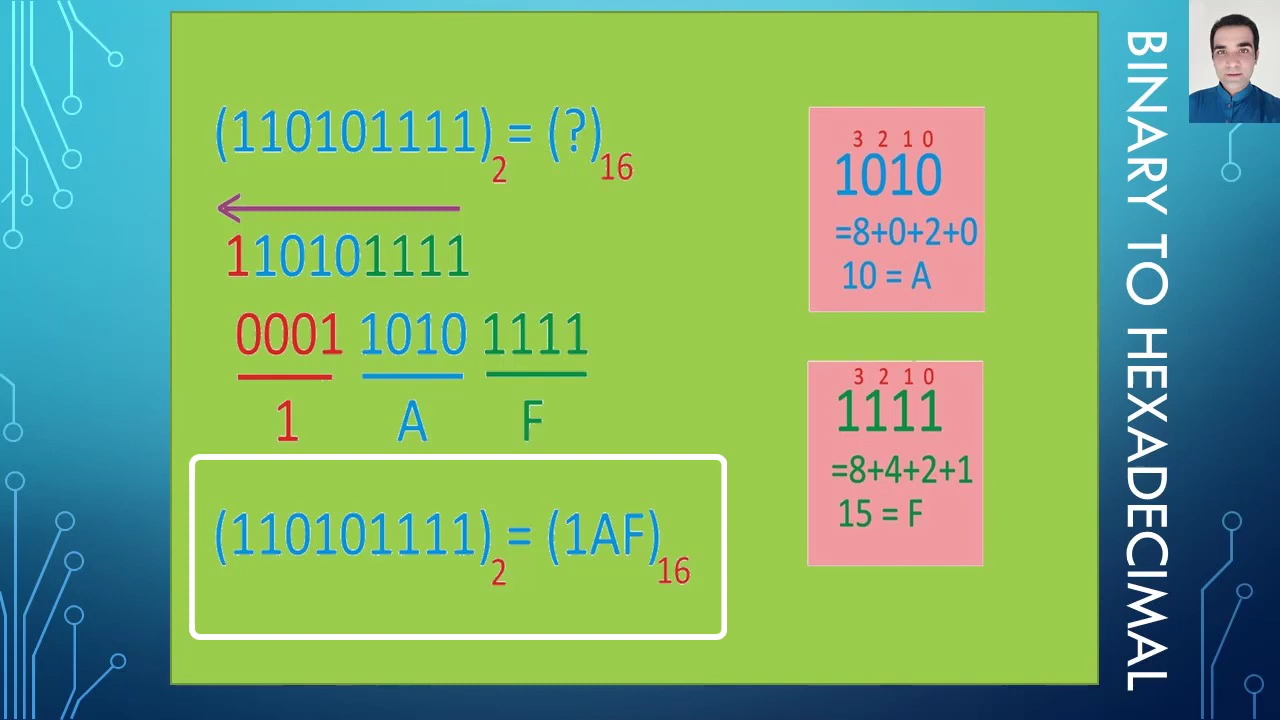 (110101111)2 = (?)16
110101111
0001 1010 1111
1 A F
(110101111)2 = (1AF)16
3 2 1 0
1010
=8+0+2+0
10 = A
3 2 1 0
1111
=8+4+2+1
15 = F
BINARY TO HEXADECIMAL